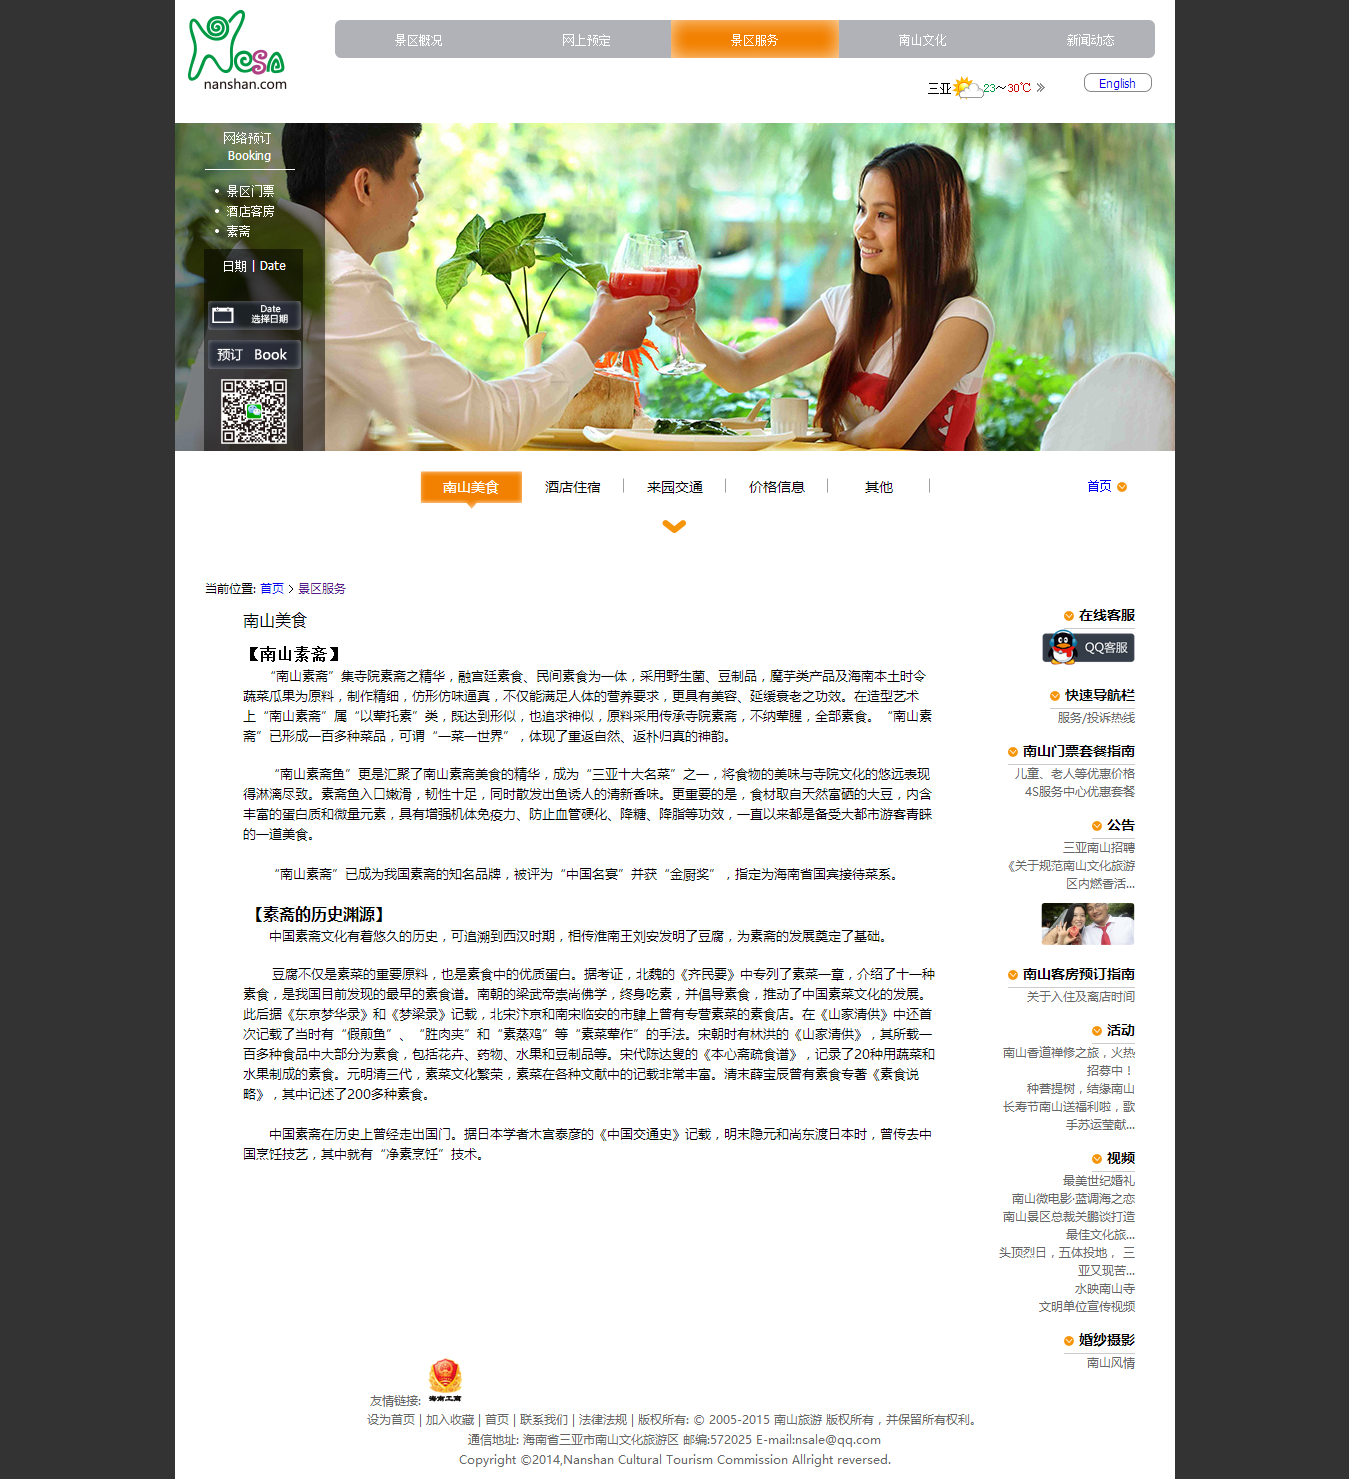 nesa
nanshan.com
景区概况 网上预定 景区服务 南山文化 新闻动态
三亚 23～30℃ »
English
网络预订
Booking
• 景区门票
• 酒店客房
• 素斋
日期 | Date
Date
选择日期
预订 Book
南山美食 酒店住宿 来园交通 价格信息 其他 首页
当前位置: 首页 > 景区服务
南山美食
【南山素斋】
“南山素斋”集寺院素斋之精华，融宫廷素食、民间素食为一体，采用野生菌、豆制品，魔芋类产品及海南本土时令
蔬菜瓜果为原料，制作精细，仿形仿味逼真，不仅能满足人体的营养要求，更具有美容、延缓衰老之功效。在造型艺术
上“南山素斋”属“以荤托素”类，既达到形似，也追求神似，原料采用传承寺院素斋，不纳荤腥，全部素食。“南山素
斋”已形成一百多种菜品，可谓“一菜一世界”，体现了重返自然、返朴归真的神韵。
“南山素斋鱼”更是汇聚了南山素斋美食的精华，成为“三亚十大名菜”之一，将食物的美味与寺院文化的悠远表现
得淋漓尽致。素斋鱼入口嫩滑，韧性十足，同时散发出鱼诱人的清新香味。更重要的是，食材取自天然富硒的大豆，内含
丰富的蛋白质和微量元素，具有增强机体免疫力、防止血管硬化、降糖、降脂等功效，一直以来都是备受大都市游客青睐
的一道美食。
“南山素斋”已成为我国素斋的知名品牌，被评为“中国名宴”并获“金厨奖”，指定为海南省国宾接待菜系。
【素斋的历史渊源】
中国素斋文化有着悠久的历史，可追溯到西汉时期，相传淮南王刘安发明了豆腐，为素斋的发展奠定了基础。
豆腐不仅是素菜的重要原料，也是素食中的优质蛋白。据考证，北魏的《齐民要》中专列了素菜一章，介绍了十一种
素食，是我国目前发现的最早的素食谱。南朝的梁武帝崇尚佛学，终身吃素，并倡导素食，推动了中国素菜文化的发展。
此后据《东京梦华录》和《梦梁录》记载，北宋汴京和南宋临安的市肆上曾有专营素菜的素食店。在《山家清供》中还首
次记载了当时有“假煎鱼”、“胜肉夹”和“素蒸鸡”等“素菜荤作”的手法。宋朝时有林洪的《山家清供》，其所载一
百多种食品中大部分为素食，包括花卉、药物、水果和豆制品等。宋代陈达叟的《本心斋疏食谱》，记录了20种用蔬菜和
水果制成的素食。元明清三代，素菜文化繁荣，素菜在各种文献中的记载非常丰富。清末薛宝辰曾有素食专著《素食说
略》，其中记述了200多种素食。
中国素斋在历史上曾经走出国门。据日本学者木宫泰彦的《中国交通史》记载，明末隐元和尚东渡日本时，曾传去中
国烹饪技艺，其中就有“净素烹饪”技术。
在线客服
QQ客服
快速导航栏
服务/投诉热线
南山门票套餐指南
儿童、老人等优惠价格
4S服务中心优惠套餐
公告
三亚南山招聘
《关于规范南山文化旅游
区内燃香活...
南山客房预订指南
关于入住及离店时间
活动
南山香道禅修之旅，火热
招募中！
种菩提树，结缘南山
长寿节南山送福利啦，歌
手苏运莹献...
视频
最美世纪婚礼
南山微电影·蓝调海之恋
南山景区总裁关鹏谈打造
最佳文化旅...
头顶烈日，五体投地， 三
亚又现苦...
水映南山寺
文明单位宣传视频
婚纱摄影
南山风情
友情链接: 海南工商
设为首页 | 加入收藏 | 首页 | 联系我们 | 法律法规 | 版权所有: © 2005-2015 南山旅游 版权所有，并保留所有权利。
通信地址: 海南省三亚市南山文化旅游区 邮编:572025 E-mail:nsale@qq.com
Copyright ©2014,Nanshan Cultural Tourism Commission Allright reversed.